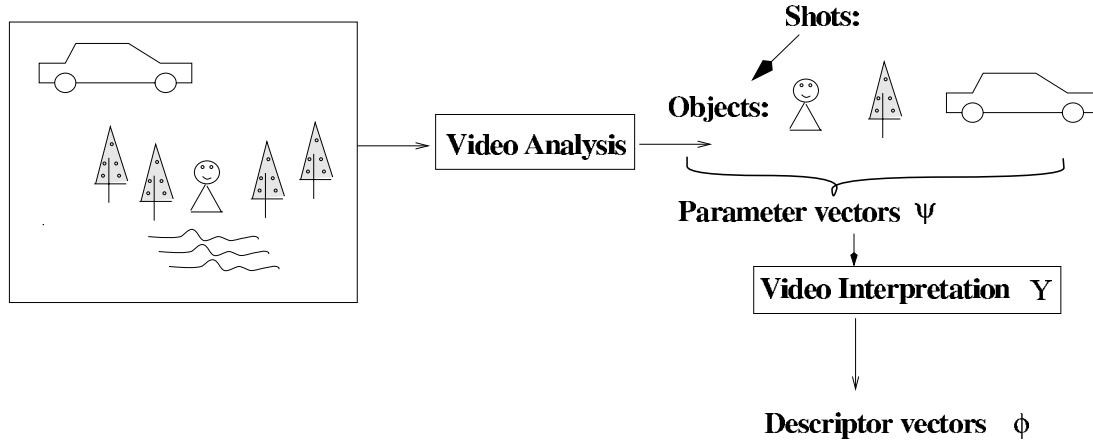 Shots:
Objects:
Video Analysis
Parameter vectors ψ
Video Interpretation Υ
Descriptor vectors ϕ